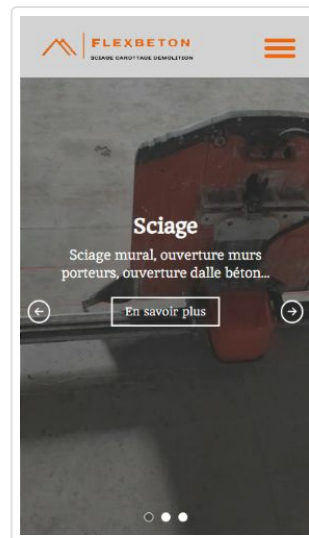 FLEXBETON
SCIAGE CAROTTAGE DEMOLITION
Sciage
Sciage mural, ouverture murs
porteurs, ouverture dalle béton...
En savoir plus